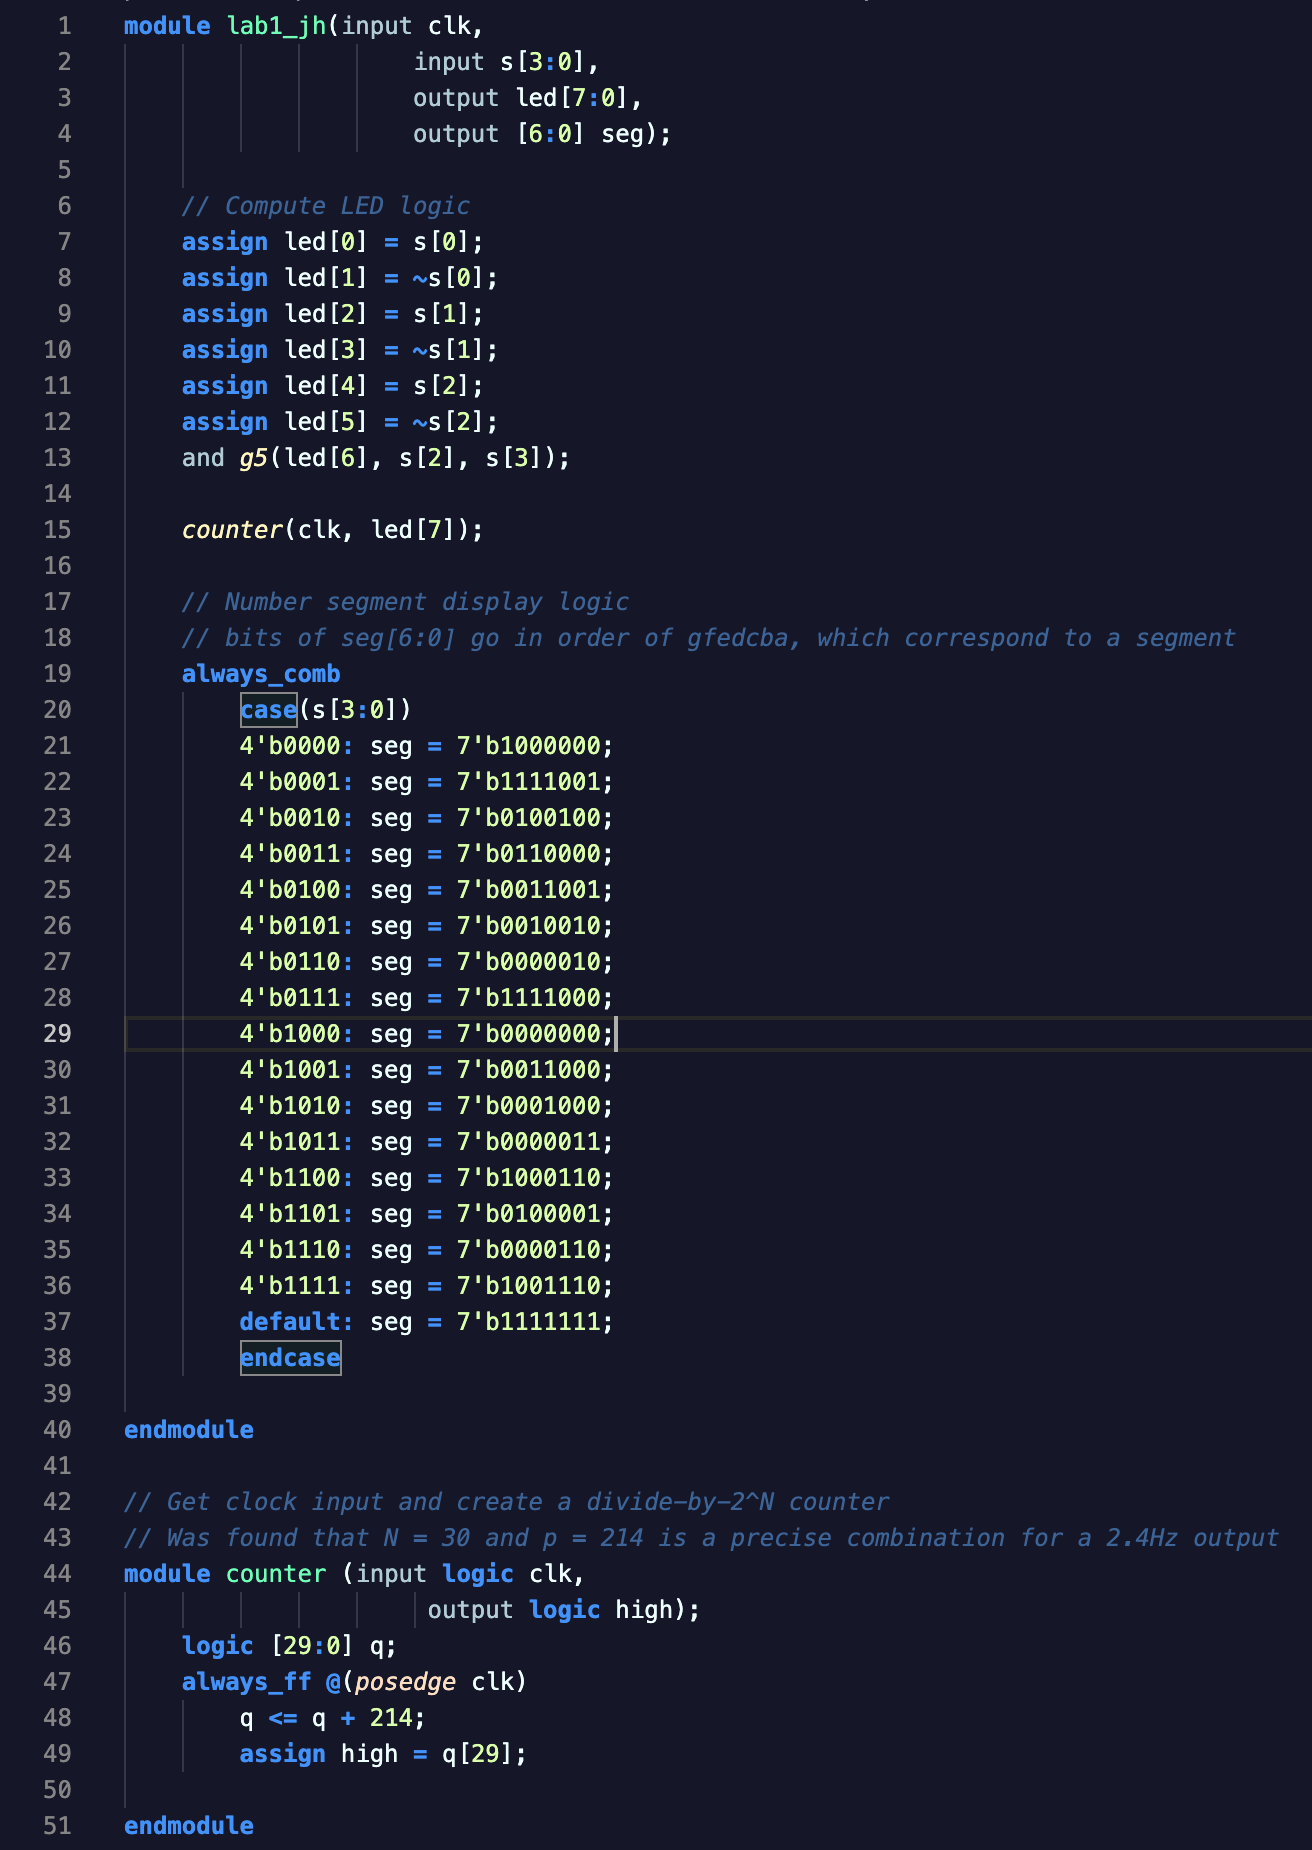 1 module lab1_jh(input clk,
2 input s[3:0],
3 output led[7:0],
4 output [6:0] seg);
5
6 // Compute LED logic
7 assign led[0] = s[0];
8 assign led[1] = ~s[0];
9 assign led[2] = s[1];
10 assign led[3] = ~s[1];
11 assign led[4] = s[2];
12 assign led[5] = ~s[2];
13 and g5(led[6], s[2], s[3]);
14
15 counter(clk, led[7]);
16
17 // Number segment display logic
18 // bits of seg[6:0] go in order of gfedcba, which correspond to a segment
19 always_comb
20 case(s[3:0])
21 4'b0000: seg = 7'b1000000;
22 4'b0001: seg = 7'b1111001;
23 4'b0010: seg = 7'b0100100;
24 4'b0011: seg = 7'b0110000;
25 4'b0100: seg = 7'b0011001;
26 4'b0101: seg = 7'b0010010;
27 4'b0110: seg = 7'b0000010;
28 4'b0111: seg = 7'b1111000;
29 4'b1000: seg = 7'b0000000;
30 4'b1001: seg = 7'b0011000;
31 4'b1010: seg = 7'b0001000;
32 4'b1011: seg = 7'b0000011;
33 4'b1100: seg = 7'b1000110;
34 4'b1101: seg = 7'b0100001;
35 4'b1110: seg = 7'b0000110;
36 4'b1111: seg = 7'b1001110;
37 default: seg = 7'b1111111;
38 endcase
39
40 endmodule
41
42 // Get clock input and create a divide-by-2^N counter
43 // Was found that N = 30 and p = 214 is a precise combination for a 2.4Hz output
44 module counter (input logic clk,
45 output logic high);
46 logic [29:0] q;
47 always_ff @(posedge clk)
48 q <= q + 214;
49 assign high = q[29];
50
51 endmodule